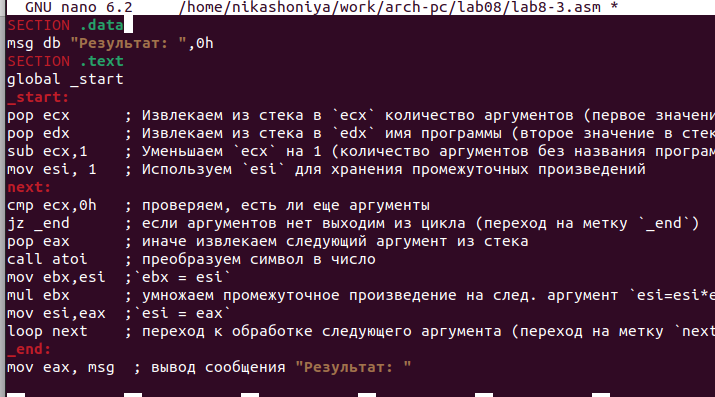 GNU nano 6.2 /home/nikashoniya/work/arch-pc/lab08/lab8-3.asm *
SECTION .data
msg db "Результат: ",0h
SECTION .text
global _start
_start:
pop ecx ; Извлекаем из стека в `ecx` количество аргументов (первое значени
pop edx ; Извлекаем из стека в `edx` имя программы (второе значение в стек
sub ecx,1 ; Уменьшаем `ecx` на 1 (количество аргументов без названия програм
mov esi, 1 ; Используем `esi` для хранения промежуточных произведений
next:
cmp ecx,0h ; проверяем, есть ли еще аргументы
jz _end ; если аргументов нет выходим из цикла (переход на метку `_end`)
pop eax ; иначе извлекаем следующий аргумент из стека
call atoi ; преобразуем символ в число
mov ebx,esi ;`ebx = esi`
mul ebx ; умножаем промежуточное произведение на след. аргумент `esi=esi*e
mov esi,eax ;`esi = eax`
loop next ; переход к обработке следующего аргумента (переход на метку `next
_end:
mov eax, msg ; вывод сообщения "Результат: "